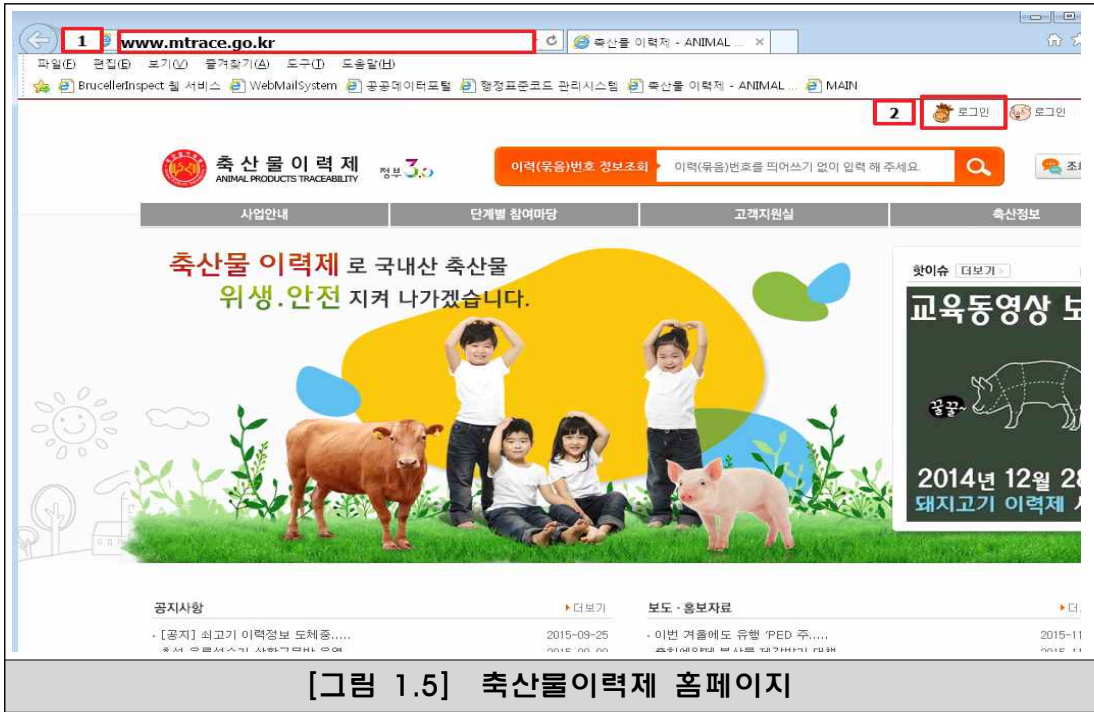 1 www.mtrace.go.kr 축산물 이력제 - ANIMAL ... ×
파일(F) 편집(E) 보기(V) 즐겨찾기(A) 도구(T) 도움말(H)
BrucellerInspect 웹 서비스 WebMailSystem 공공데이터포털 행정표준코드 관리시스템 축산물 이력제 - ANIMAL ... MAIN
2 로그인 로그인
축산물이력제 정부3.0 이력(묶음)번호 정보조회 이력(묶음)번호를 띄어쓰기 없이 입력 해 주세요. 조회
ANIMAL PRODUCTS TRACEABILITY
사업안내 단계별 참여마당 고객지원실 축산정보
축산물 이력제 로 국내산 축산물
위생.안전 지켜 나가겠습니다.
핫이슈 더보기
교육동영상 보
꿀꿀~
2014년 12월 28
돼지고기 이력제
공지사항 더보기 보도·홍보자료
· [공지] 쇠고기 이력정보 도체중..... 2015-09-25 · 이번 겨울에도 유행 'PED 주..... 2015-11
[그림 1.5] 축산물이력제 홈페이지